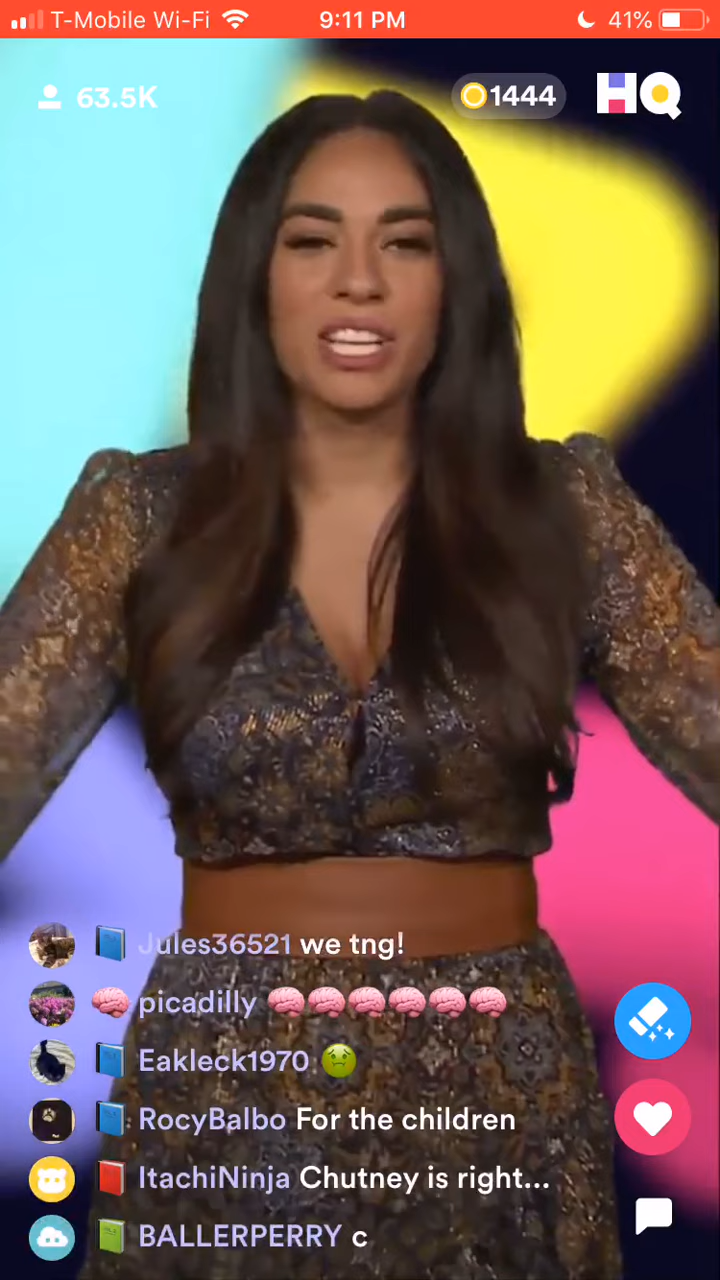 T-Mobile Wi-Fi 9:11 PM 41%
63.5K 1444 HQ
Jules36521 we tng!
picadilly 🧠🧠🧠🧠🧠🧠
Eakleck1970 🤢
RocyBalbo For the children
ItachiNinja Chutney is right...
BALLERPERRY c